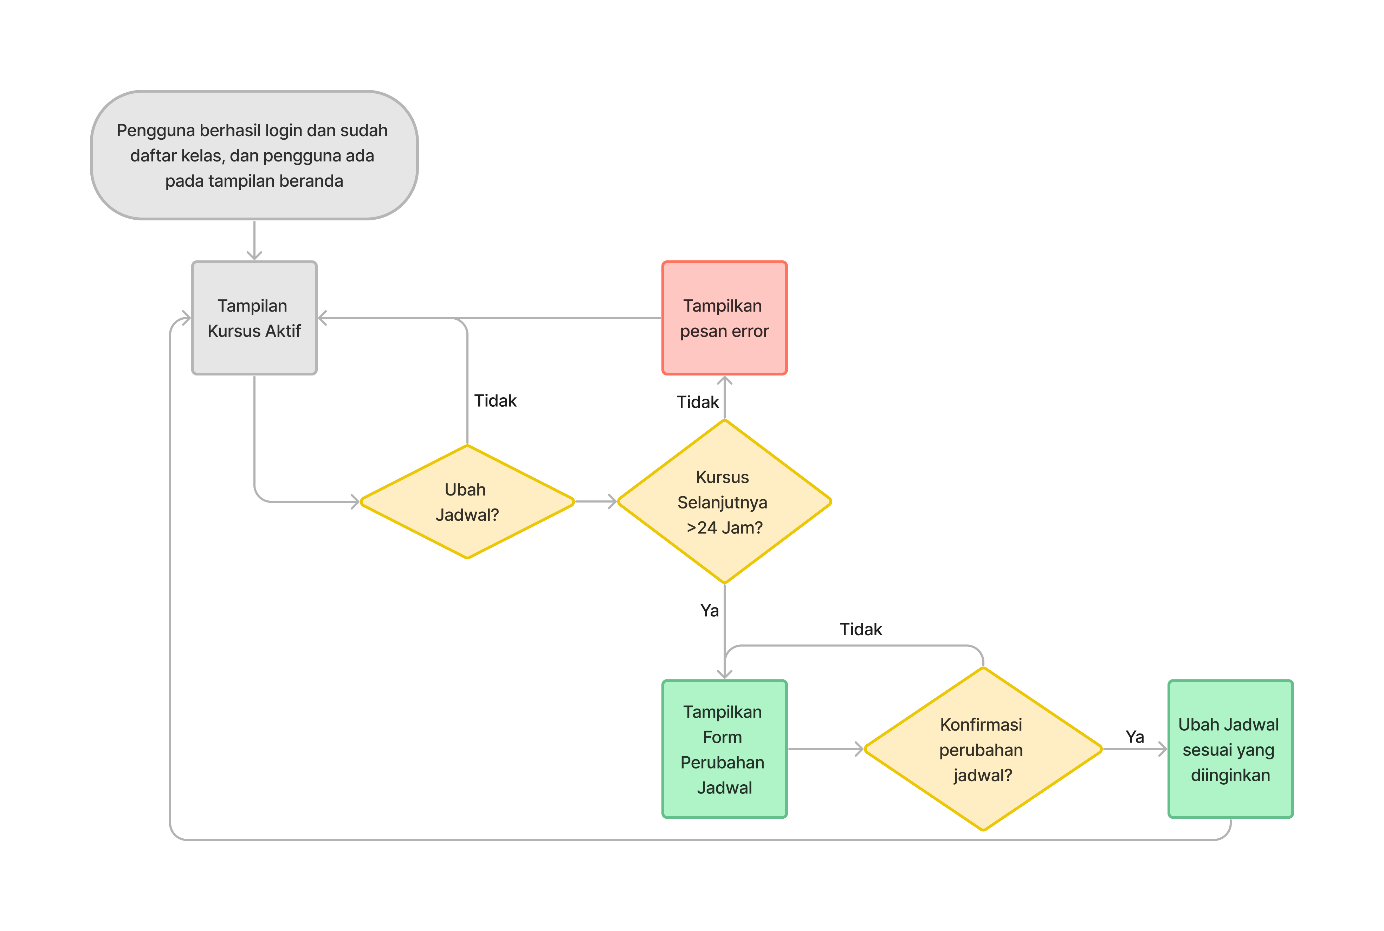 Pengguna berhasil login dan sudah
daftar kelas, dan pengguna ada
pada tampilan beranda
Tampilan
Kursus Aktif
Tampilkan
pesan error
Tidak
Tidak
Ubah
Jadwal?
Kursus
Selanjutnya
>24 Jam?
Ya
Tidak
Tampilkan
Form
Perubahan
Jadwal
Konfirmasi
perubahan
jadwal?
Ya
Ubah Jadwal
sesuai yang
diinginkan